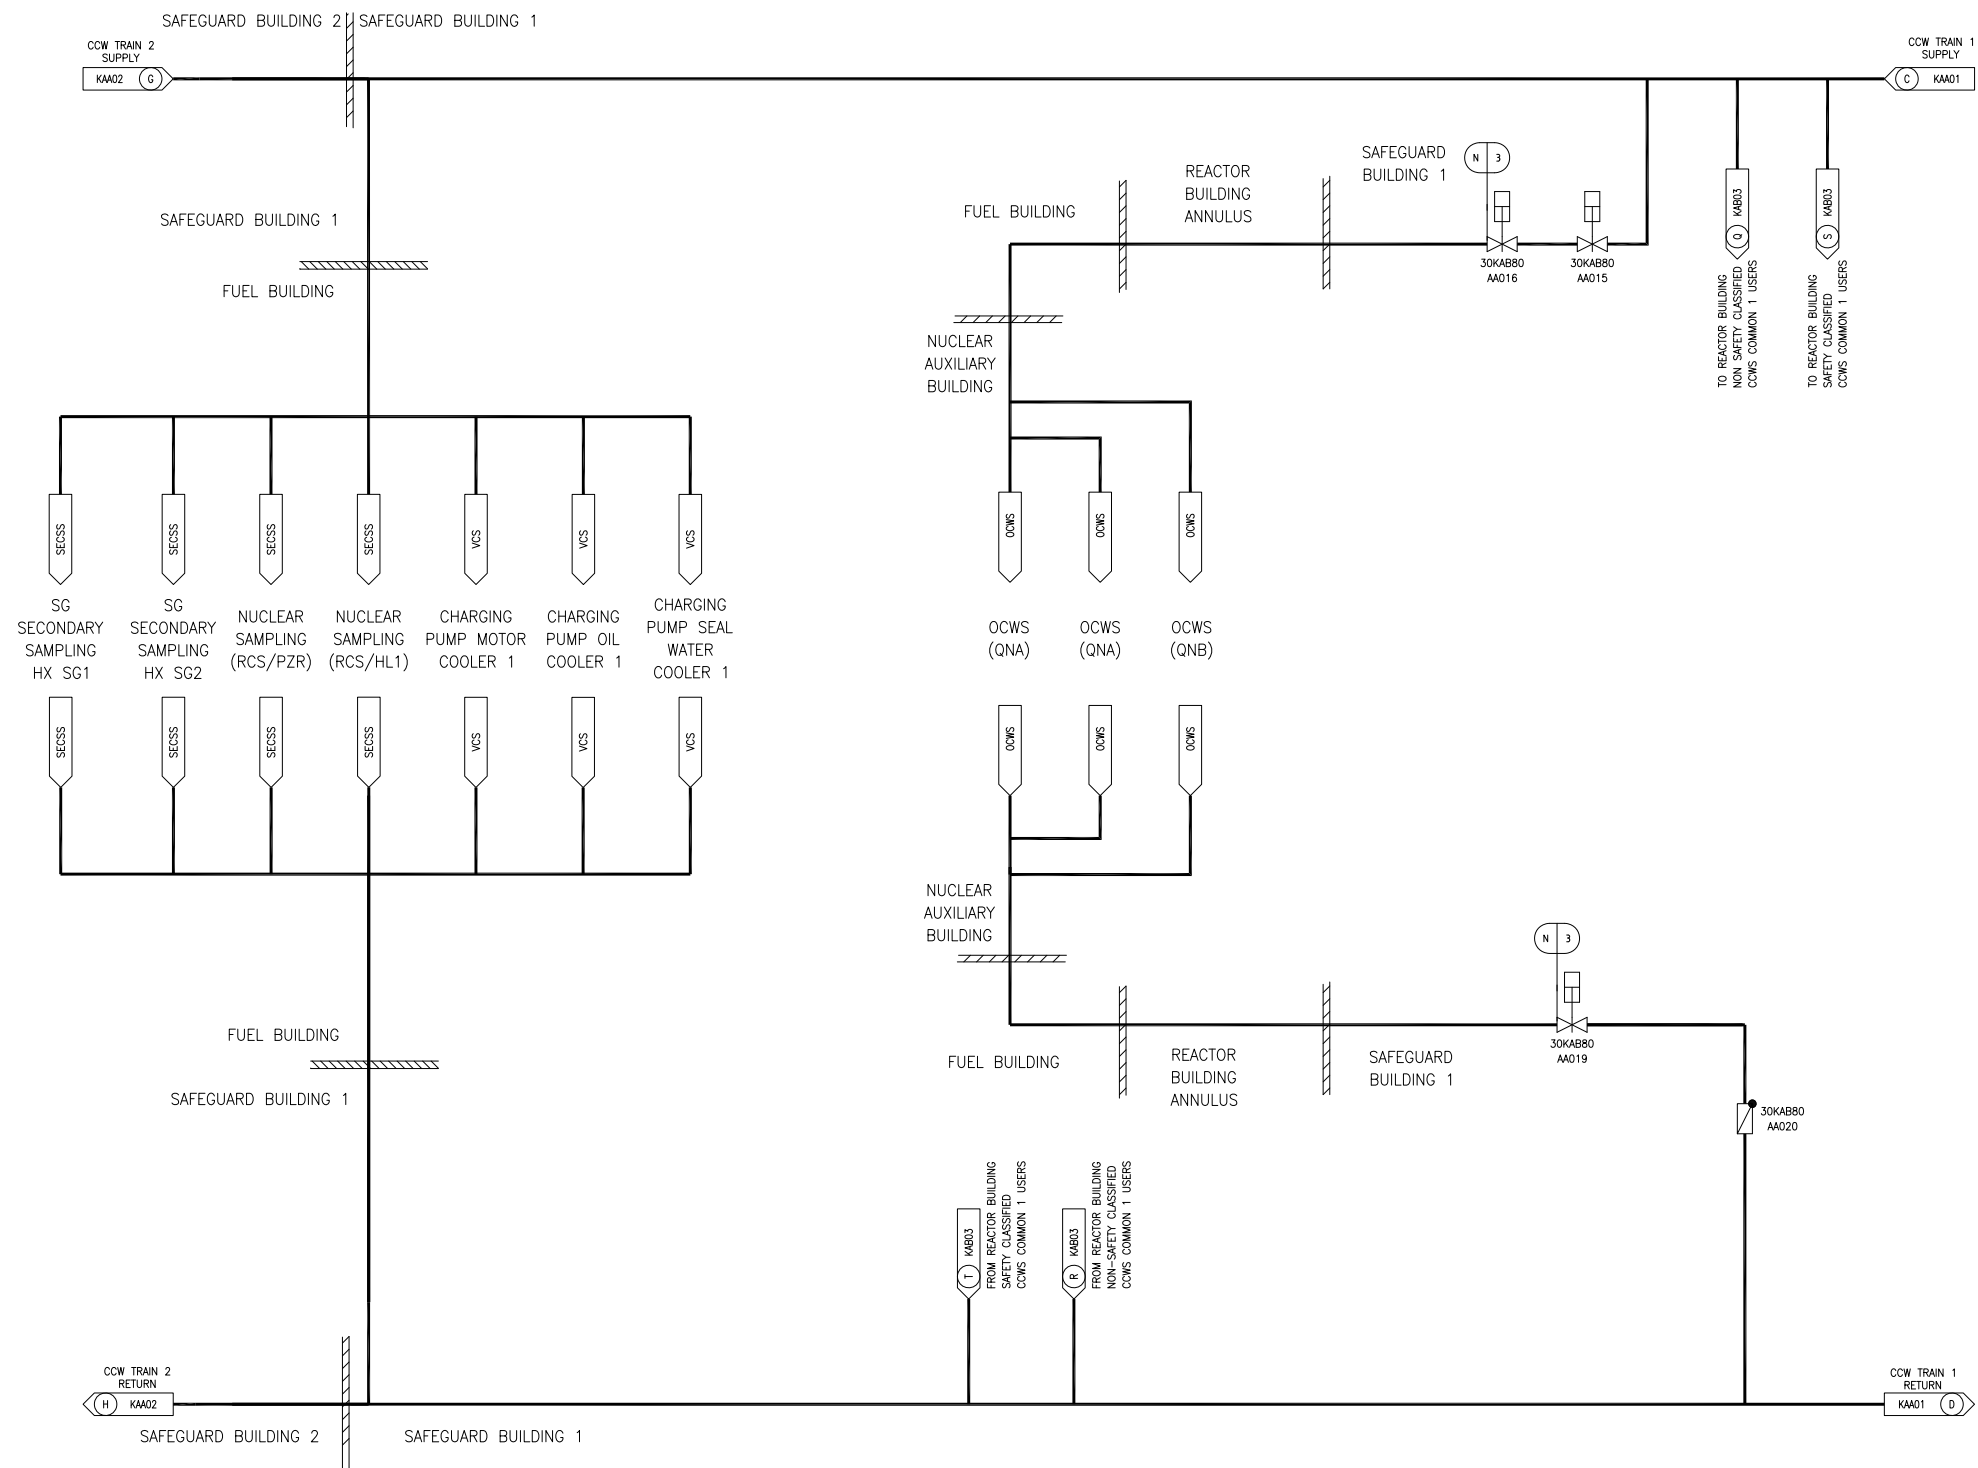 SAFEGUARD BUILDING 2
SAFEGUARD BUILDING 1
CCW TRAIN 2
SUPPLY
KAA02 G
CCW TRAIN 1
SUPPLY
C KAA01
SAFEGUARD BUILDING 1
FUEL BUILDING
FUEL BUILDING
REACTOR
BUILDING
ANNULUS
SAFEGUARD
BUILDING 1
N 3
30KAB80
AA016
30KAB80
AA015
KAB03 Q
TO REACTOR BUILDING
NON SAFETY CLASSIFIED
CCWS COMMON 1 USERS
KAB03 S
TO REACTOR BUILDING
SAFETY CLASSIFIED
CCWS COMMON 1 USERS
NUCLEAR
AUXILIARY
BUILDING
SECSS
SECSS
SECSS
SECSS
VCS
VCS
VCS
OCWS
OCWS
OCWS
SG
SECONDARY
SAMPLING
HX SG1
SG
SECONDARY
SAMPLING
HX SG2
NUCLEAR
SAMPLING
(RCS/PZR)
NUCLEAR
SAMPLING
(RCS/HL1)
CHARGING
PUMP MOTOR
COOLER 1
CHARGING
PUMP OIL
COOLER 1
CHARGING
PUMP SEAL
WATER
COOLER 1
OCWS
(QNA)
OCWS
(QNA)
OCWS
(QNB)
SECSS
SECSS
SECSS
SECSS
VCS
VCS
VCS
OCWS
OCWS
OCWS
NUCLEAR
AUXILIARY
BUILDING
N 3
30KAB80
AA019
FUEL BUILDING
SAFEGUARD BUILDING 1
FUEL BUILDING
REACTOR
BUILDING
ANNULUS
SAFEGUARD
BUILDING 1
30KAB80
AA020
T KAB03
FROM REACTOR BUILDING
SAFETY CLASSIFIED
CCWS COMMON 1 USERS
R KAB03
FROM REACTOR BUILDING
NON-SAFETY CLASSIFIED
CCWS COMMON 1 USERS
CCW TRAIN 2
RETURN
H KAA02
CCW TRAIN 1
RETURN
KAA01 D
SAFEGUARD BUILDING 2
SAFEGUARD BUILDING 1